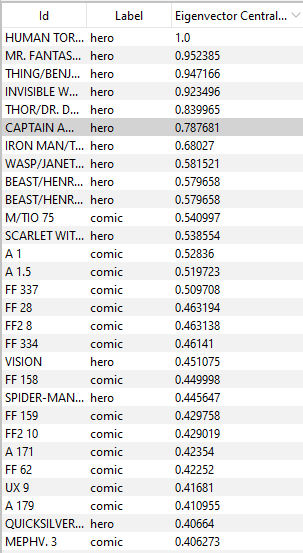 Id Label Eigenvector Central...
HUMAN TOR... hero 1.0
MR. FANTAS... hero 0.952385
THING/BENJ... hero 0.947166
INVISIBLE W... hero 0.923496
THOR/DR. D... hero 0.839965
CAPTAIN A... hero 0.787681
IRON MAN/T... hero 0.68027
WASP/JANET... hero 0.581521
BEAST/HENR... hero 0.579658
BEAST/HENR... hero 0.579658
M/TIO 75 comic 0.540997
SCARLET WIT... hero 0.538554
A 1 comic 0.52836
A 1.5 comic 0.519723
FF 337 comic 0.509708
FF 28 comic 0.463194
FF2 8 comic 0.463138
FF 334 comic 0.46141
VISION hero 0.451075
FF 158 comic 0.449998
SPIDER-MAN... hero 0.445647
FF 159 comic 0.429758
FF2 10 comic 0.429019
A 171 comic 0.42354
FF 62 comic 0.42252
UX 9 comic 0.41681
A 179 comic 0.410955
QUICKSILVER... hero 0.40664
MEPHV. 3 comic 0.406273